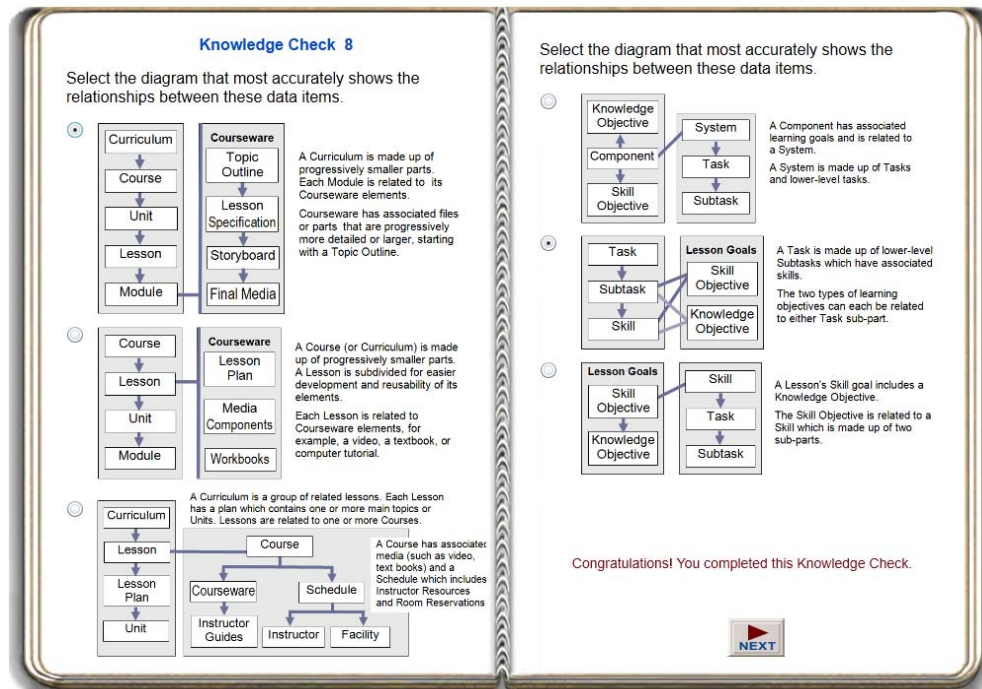 Knowledge Check 8
Select the diagram that most accurately shows the
relationships between these data items.
Curriculum
Course
Unit
Lesson
Module
Courseware
Topic
Outline
Lesson
Specification
Storyboard
Final Media
A Curriculum is made up of
progressively smaller parts.
Each Module is related to its
Courseware elements.
Courseware has associated files
or parts that are progressively
more detailed or larger, starting
with a Topic Outline.
Course
Lesson
Unit
Module
Courseware
Lesson
Plan
Media
Components
Workbooks
A Course (or Curriculum) is made
up of progressively smaller parts.
A Lesson is subdivided for easier
development and reusability of its
elements.
Each Lesson is related to
Courseware elements, for
example, a video, a textbook, or
computer tutorial.
A Curriculum is a group of related lessons. Each Lesson
has a plan which contains one or more main topics or
Units. Lessons are related to one or more Courses.
Curriculum
Lesson
Lesson
Plan
Unit
Course
Courseware
Schedule
Instructor
Guides
Instructor
Facility
A Course has associated
media (such as video,
text books) and a
Schedule which includes
Instructor Resources
and Room Reservations
Select the diagram that most accurately shows the
relationships between these data items.
Knowledge
Objective
Component
Skill
Objective
System
Task
Subtask
A Component has associated
learning goals and is related to
a System.
A System is made up of Tasks
and lower-level tasks.
Task
Subtask
Skill
Lesson Goals
Skill
Objective
Knowledge
Objective
A Task is made up of lower-level
Subtasks which have associated
skills.
The two types of learning
objectives can each be related
to either Task sub-part.
Lesson Goals
Skill
Objective
Knowledge
Objective
Skill
Task
Subtask
A Lesson's Skill goal includes a
Knowledge Objective.
The Skill Objective is related to a
Skill which is made up of two
sub-parts.
Congratulations! You completed this Knowledge Check.
NEXT